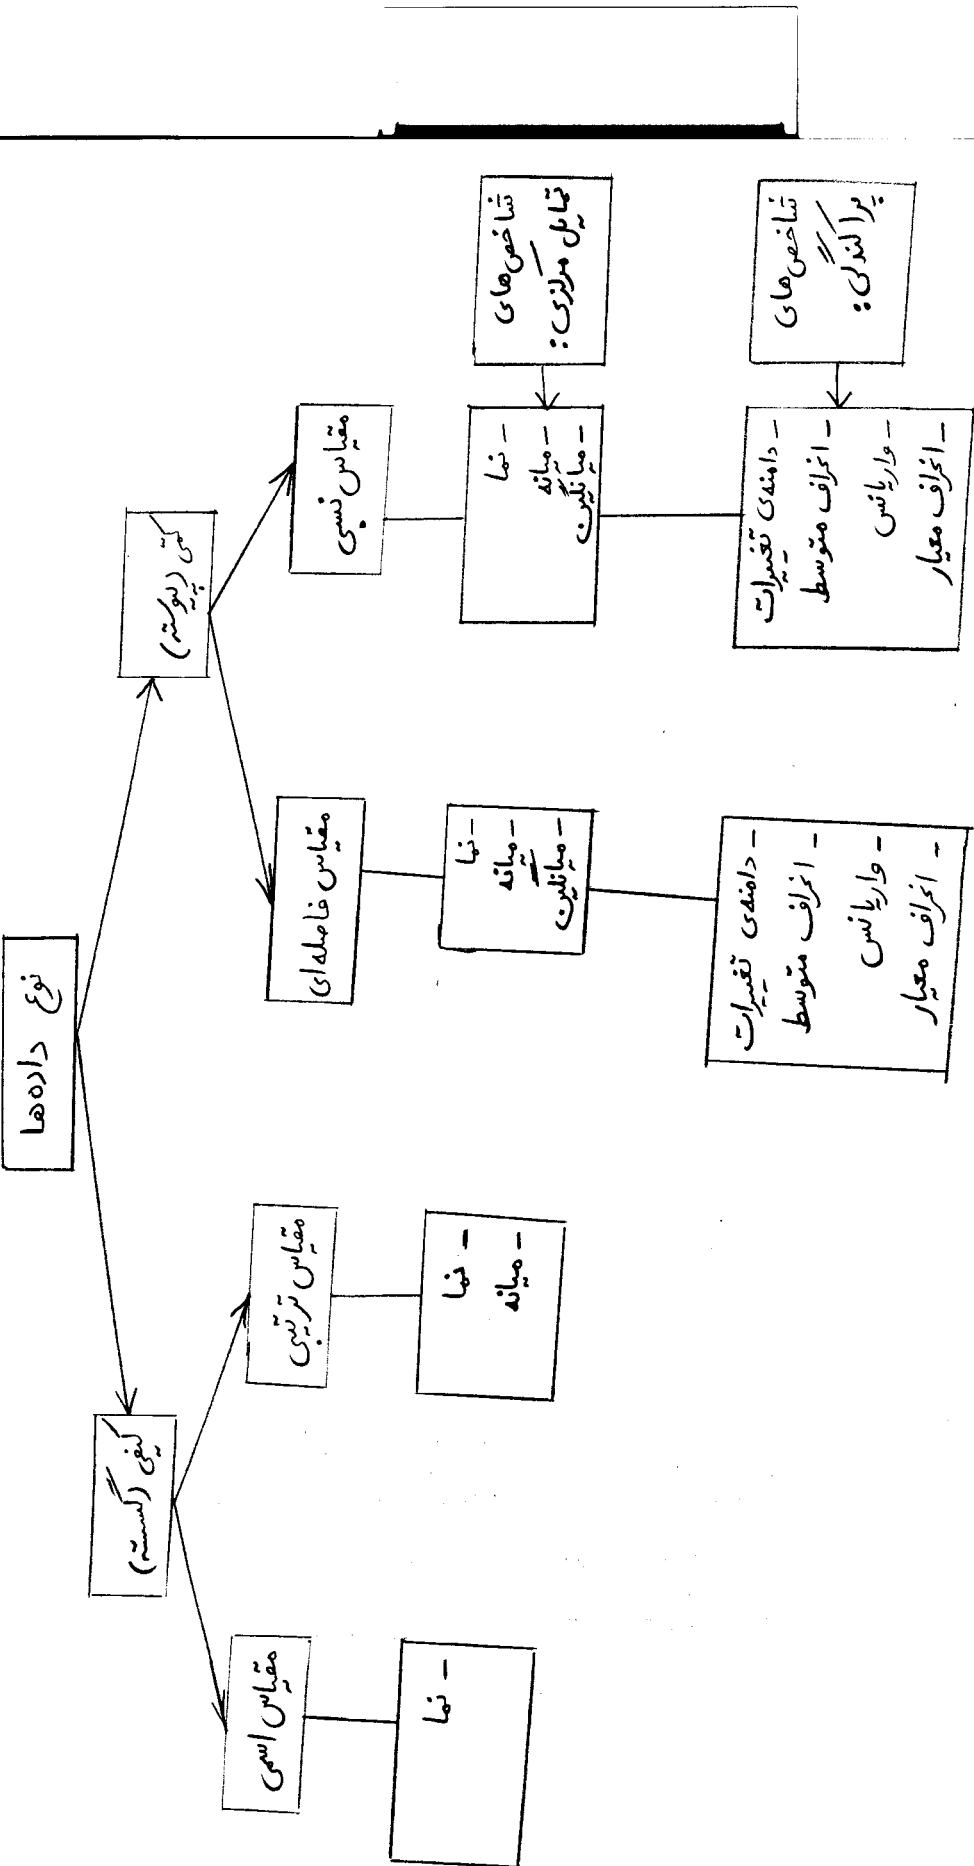 نوع داده‌ها
کمّی (پیوسته)
کیفی (گسسته)
مقیاس نسبی
مقیاس فاصله‌ای
مقیاس ترتیبی
مقیاس اسمی
شاخص‌های
تمایل مرکزی:
- نما
- میانه
- میانگین
- نما
- میانه
- میانگین
- نما
- میانه
- نما
شاخص‌های
پراکندگی:
- دامنه‌ی تغییرات
- انحراف متوسط
- واریانس
- انحراف معیار
- دامنه‌ی تغییرات
- انحراف متوسط
- واریانس
- انحراف معیار